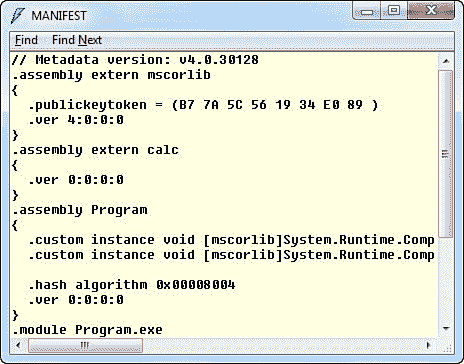 MANIFEST
Find Find Next
// Metadata version: v4.0.30128
.assembly extern mscorlib
{
.publickeytoken = (B7 7A 5C 56 19 34 E0 89 )
.ver 4:0:0:0
}
.assembly extern calc
{
.ver 0:0:0:0
}
.assembly Program
{
.custom instance void [mscorlib]System.Runtime.Comp
.custom instance void [mscorlib]System.Runtime.Comp
.hash algorithm 0x00008004
.ver 0:0:0:0
}
.module Program.exe